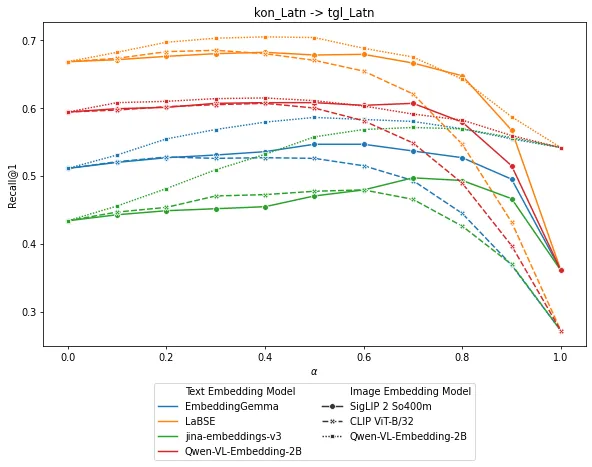 kon_Latn -> tgl_Latn
Recall@1
0.7
0.6
0.5
0.4
0.3
0.0 0.2 0.4 0.6 0.8 1.0
α
Text Embedding Model Image Embedding Model
EmbeddingGemma SigLIP 2 So400m
LaBSE CLIP ViT-B/32
jina-embeddings-v3 Qwen-VL-Embedding-2B
Qwen-VL-Embedding-2B